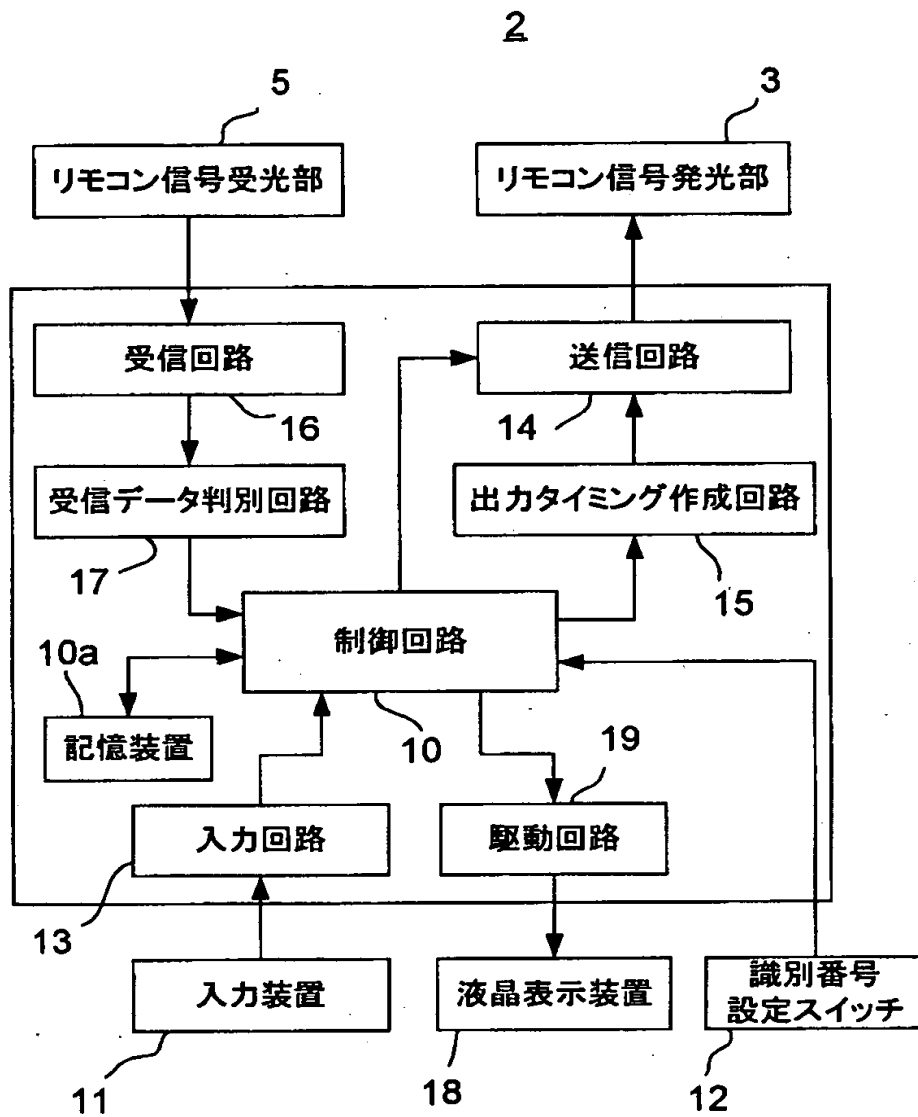 2
5
3
リモコン信号受光部
リモコン信号発光部
受信回路
送信回路
16
14
受信データ判別回路
出力タイミング作成回路
17
15
制御回路
10a
記憶装置
10
19
入力回路
駆動回路
13
入力装置
液晶表示装置
識別番号
設定スイッチ
11
18
12